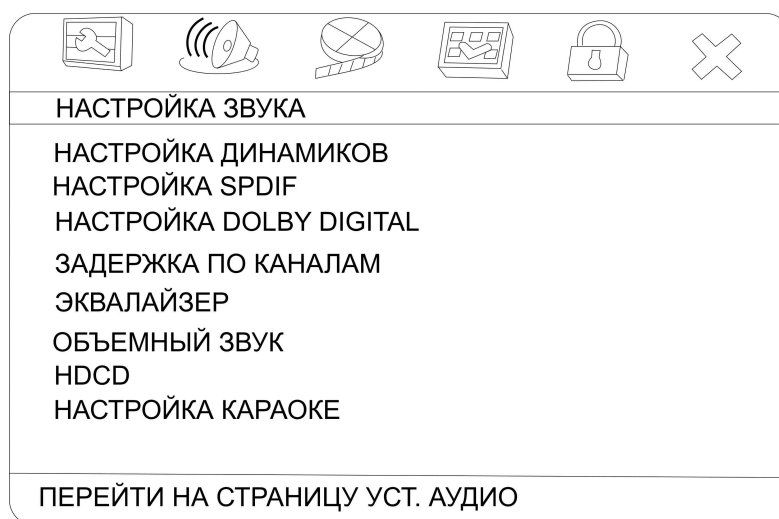 НАСТРОЙКА ЗВУКА
НАСТРОЙКА ДИНАМИКОВ
НАСТРОЙКА SPDIF
НАСТРОЙКА DOLBY DIGITAL
ЗАДЕРЖКА ПО КАНАЛАМ
ЭКВАЛАЙЗЕР
ОБЪЕМНЫЙ ЗВУК
HDCD
НАСТРОЙКА КАРАОКЕ
ПЕРЕЙТИ НА СТРАНИЦУ УСТ. АУДИО